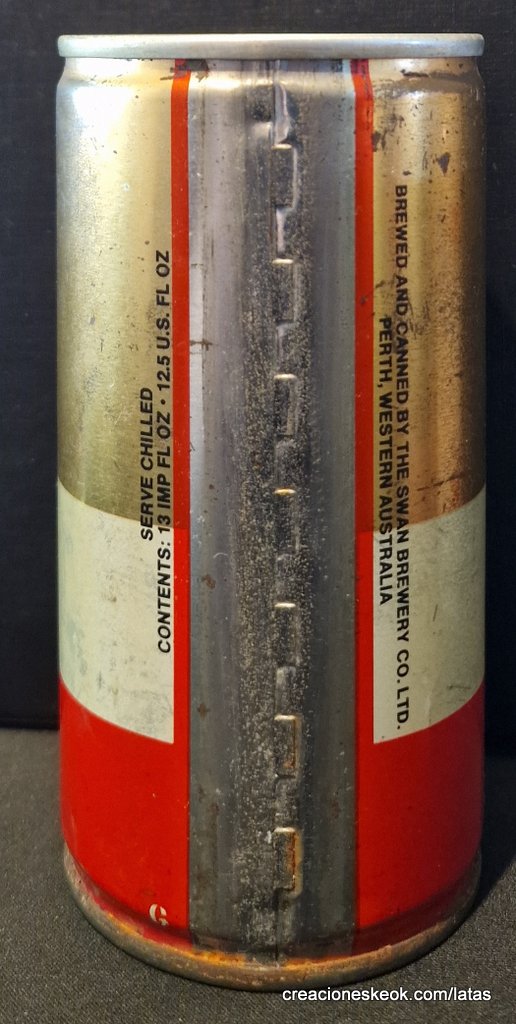 SERVE CHILLED
CONTENTS: 13 IMP FL OZ • 12.5 U.S. FL OZ
BREWED AND CANNED BY THE SWAN BREWERY CO. LTD.
PERTH, WESTERN AUSTRALIA
G
creacioneskeok.com/latas